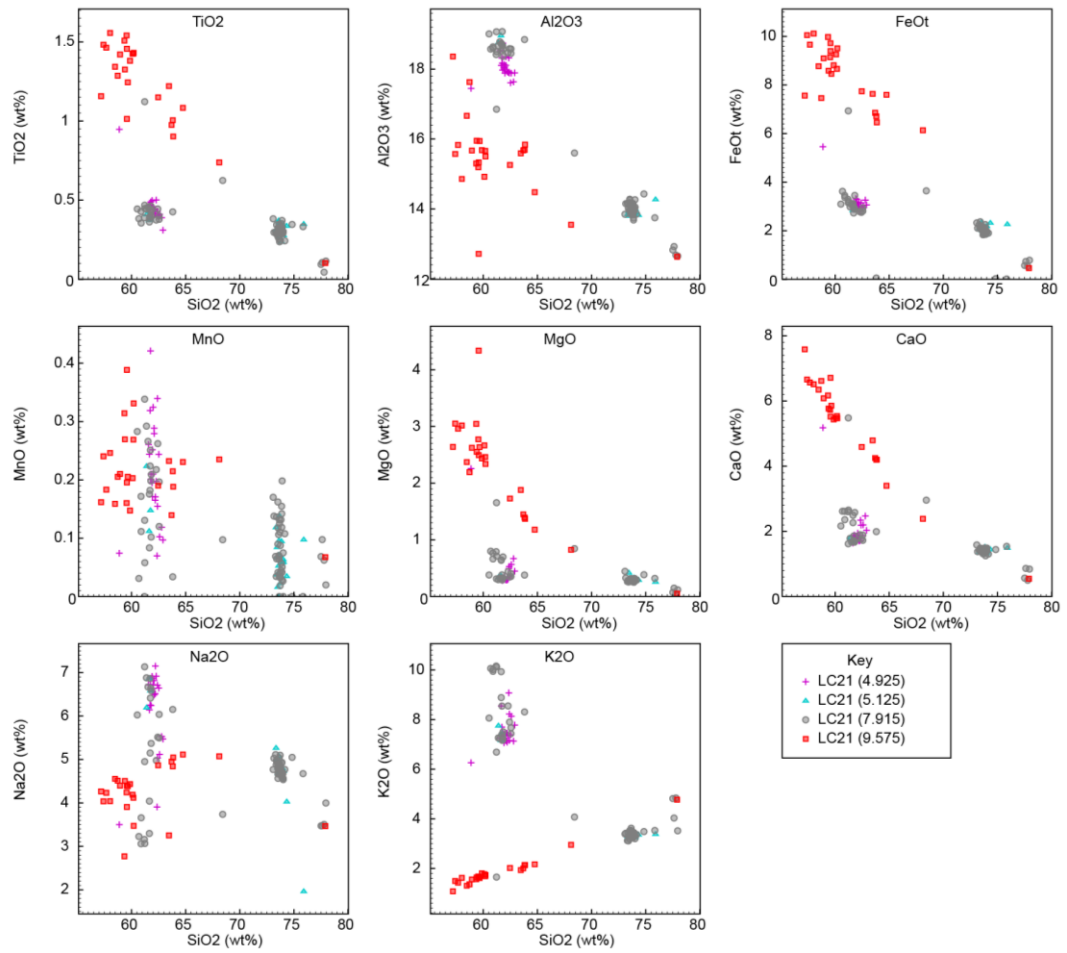 TiO2
TiO2 (wt%)
1.5
1
0.5
0
60 65 70 75 80
SiO2 (wt%)
Al2O3
Al2O3 (wt%)
18
16
14
12
60 65 70 75 80
SiO2 (wt%)
FeOt
FeOt (wt%)
10
8
6
4
2
0
60 65 70 75 80
SiO2 (wt%)
MnO
MnO (wt%)
0.4
0.3
0.2
0.1
0
60 65 70 75 80
SiO2 (wt%)
MgO
MgO (wt%)
4
3
2
1
0
60 65 70 75 80
SiO2 (wt%)
CaO
CaO (wt%)
8
6
4
2
0
60 65 70 75 80
SiO2 (wt%)
Na2O
Na2O (wt%)
7
6
5
4
3
2
60 65 70 75 80
SiO2 (wt%)
K2O
K2O (wt%)
10
8
6
4
2
60 65 70 75 80
SiO2 (wt%)
Key
LC21 (4.925)
LC21 (5.125)
LC21 (7.915)
LC21 (9.575)